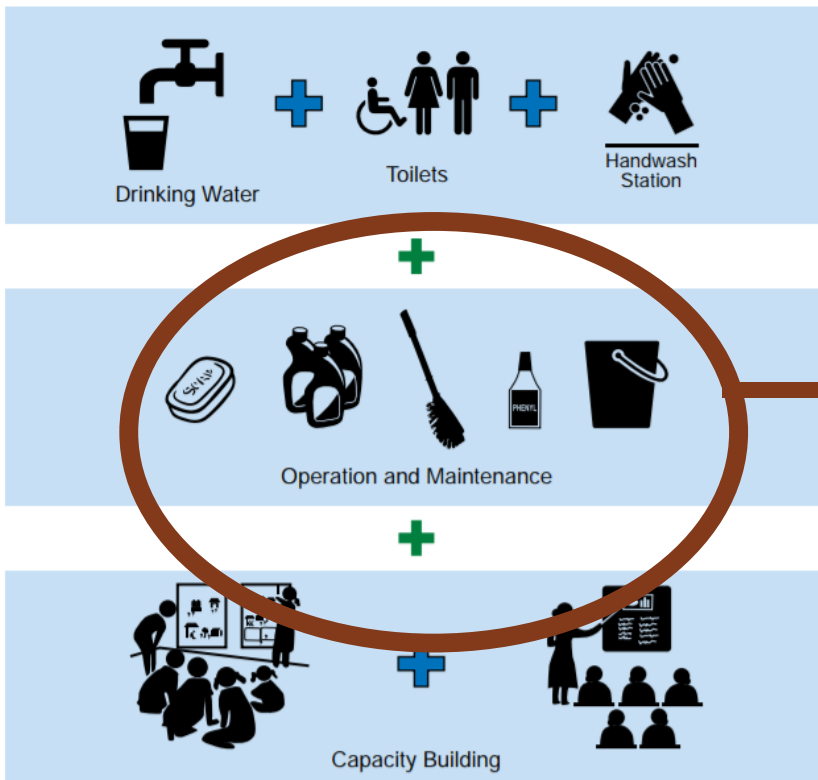 Drinking Water
Toilets
Handwash
Station
SOAP
PHENYL
Operation and Maintenance
Capacity Building